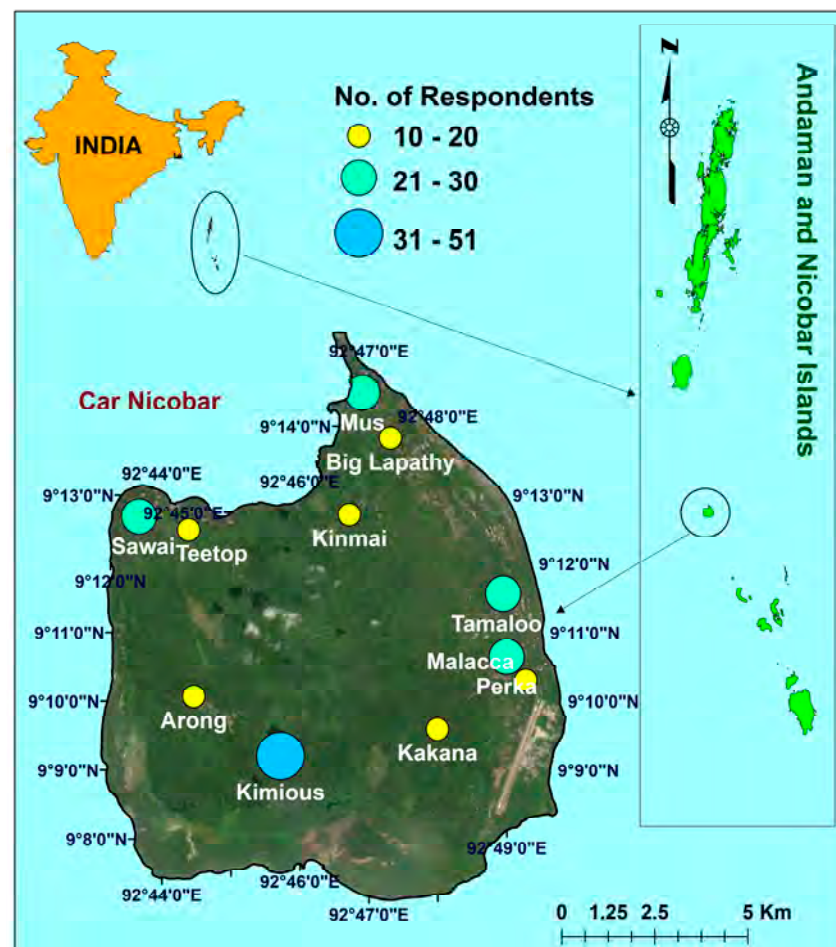 INDIA
No. of Respondents
10 - 20
21 - 30
31 - 51
Z
Andaman and Nicobar Islands
Car Nicobar
92°47'0"E
92°48'0"E
9°14'0"N
Mus
Big Lapathy
92°44'0"E
92°46'0"E
9°13'0"N
9°13'0"N
92°45'0"E
Sawai
Teetop
Kinmai
9°12'0"N
9°12'0"N
Tamaloo
9°11'0"N
9°11'0"N
Malacca
Perka
9°10'0"N
9°10'0"N
Arong
Kakana
9°9'0"N
9°9'0"N
Kimious
9°8'0"N
92°49'0"E
92°44'0"E
92°46'0"E
92°47'0"E
0 1.25 2.5 5 Km